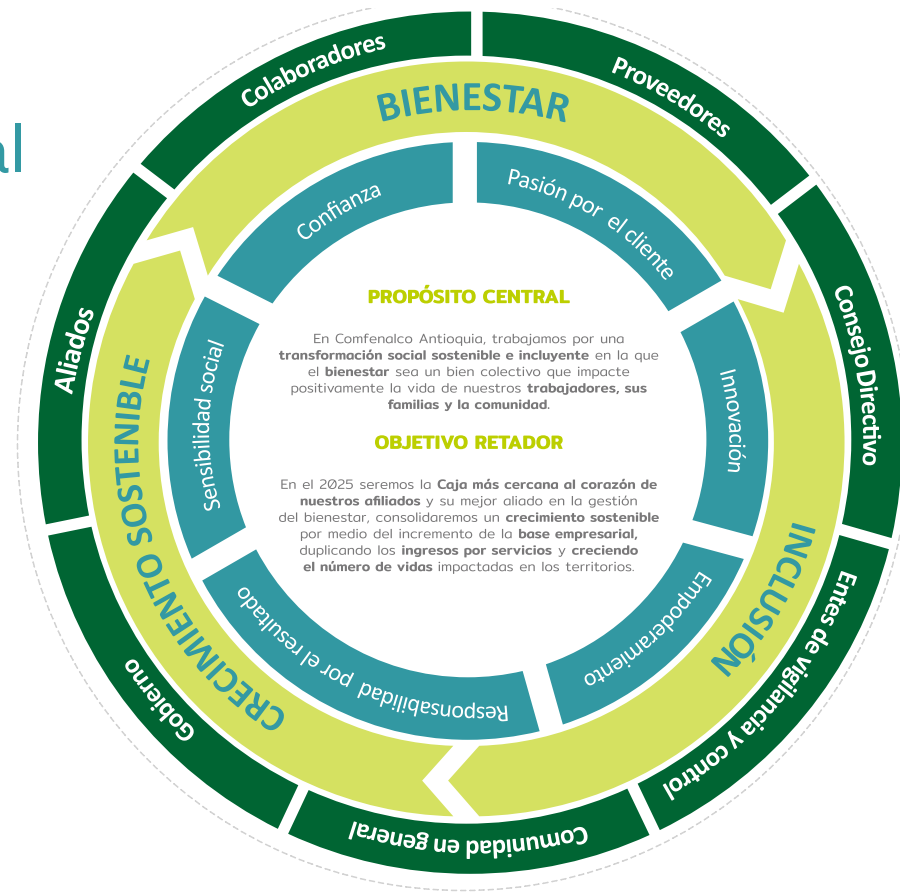 al
Colaboradores
Proveedores
Consejo Directivo
Entes de vigilancia y control
Comunidad en general
Gobierno
Aliados
BIENESTAR
INCLUSIÓN
CRECIMIENTO SOSTENIBLE
Confianza
Pasión por el cliente
Innovación
Empoderamiento
Responsabilidad por el resultado
Sensibilidad social
PROPÓSITO CENTRAL
En Comfenalco Antioquia, trabajamos por una
transformación social sostenible e incluyente en la que
el bienestar sea un bien colectivo que impacte
positivamente la vida de nuestros trabajadores, sus
familias y la comunidad.
OBJETIVO RETADOR
En el 2025 seremos la Caja más cercana al corazón de
nuestros afiliados y su mejor aliado en la gestión
del bienestar, consolidaremos un crecimiento sostenible
por medio del incremento de la base empresarial,
duplicando los ingresos por servicios y creciendo
el número de vidas impactadas en los territorios.